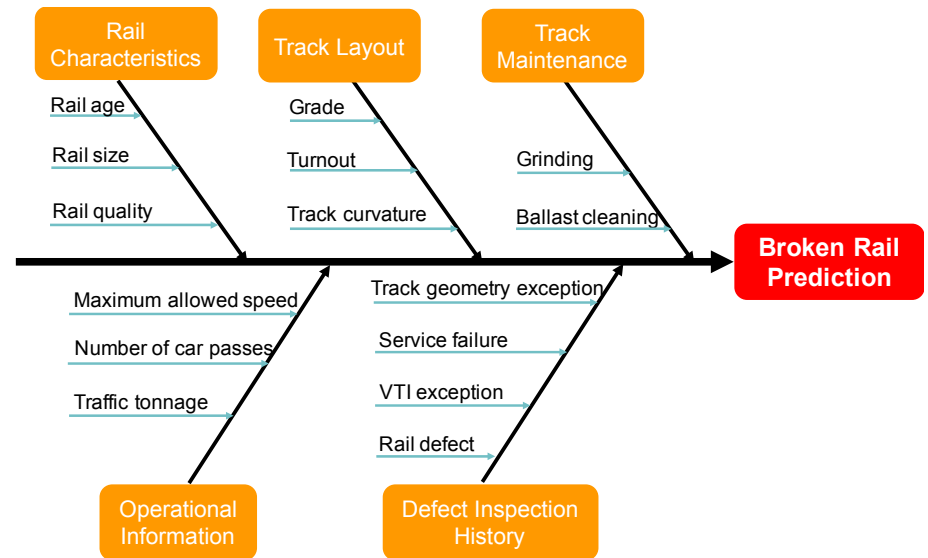 Rail
Characteristics
Track Layout
Track
Maintenance
Rail age
Rail size
Rail quality
Grade
Turnout
Track curvature
Grinding
Ballast cleaning
Broken Rail
Prediction
Maximum allowed speed
Number of car passes
Traffic tonnage
Track geometry exception
Service failure
VTI exception
Rail defect
Operational
Information
Defect Inspection
History